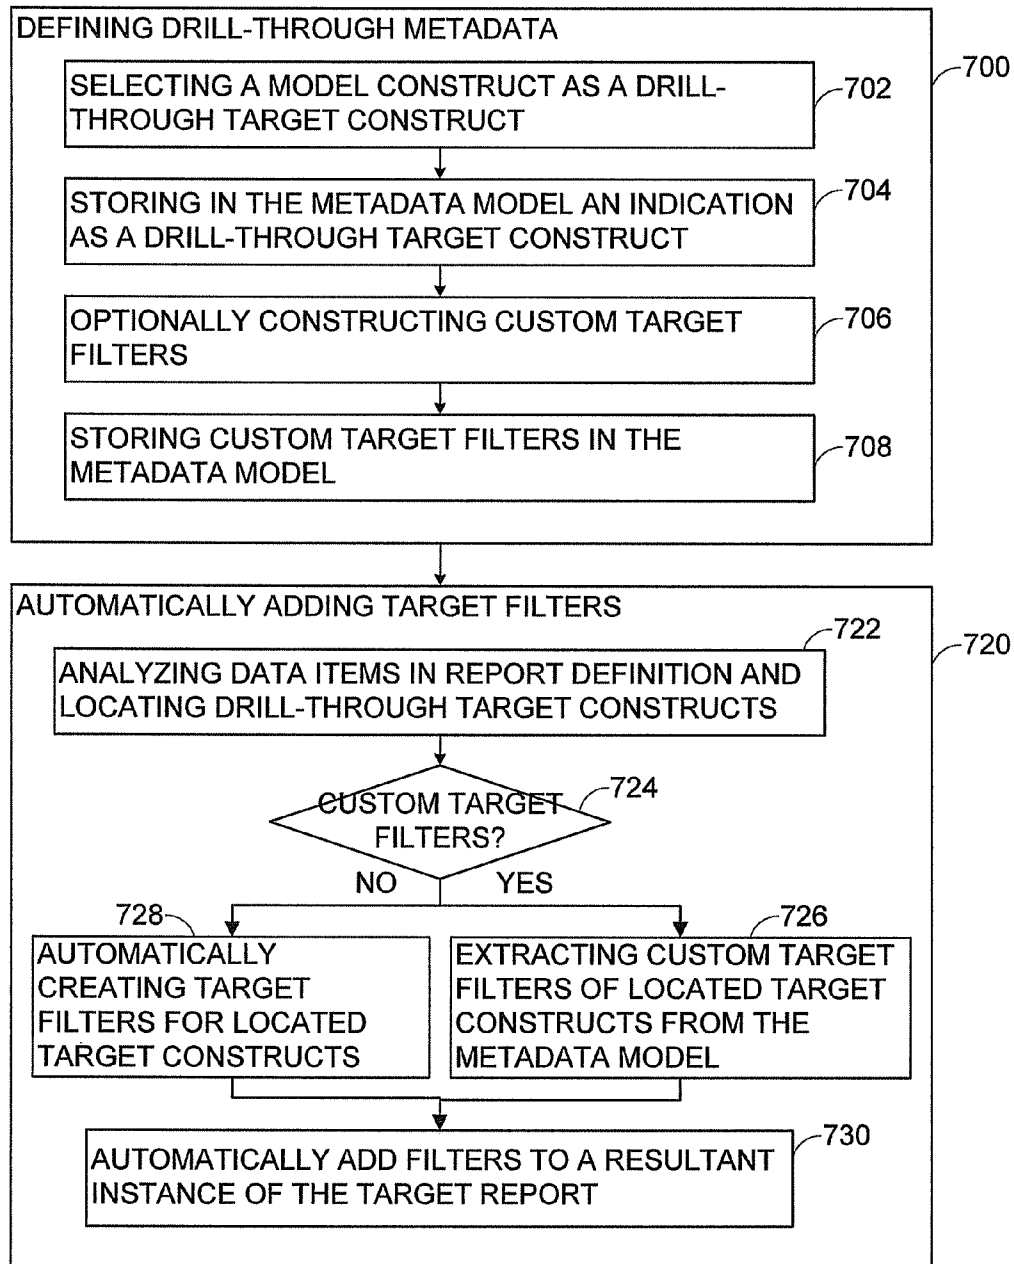 DEFINING DRILL-THROUGH METADATA
700
SELECTING A MODEL CONSTRUCT AS A DRILL-
THROUGH TARGET CONSTRUCT
702
STORING IN THE METADATA MODEL AN INDICATION
AS A DRILL-THROUGH TARGET CONSTRUCT
704
OPTIONALLY CONSTRUCTING CUSTOM TARGET
FILTERS
706
STORING CUSTOM TARGET FILTERS IN THE
METADATA MODEL
708
AUTOMATICALLY ADDING TARGET FILTERS
720
722
ANALYZING DATA ITEMS IN REPORT DEFINITION AND
LOCATING DRILL-THROUGH TARGET CONSTRUCTS
724
CUSTOM TARGET
FILTERS?
NO
YES
728
AUTOMATICALLY
CREATING TARGET
FILTERS FOR LOCATED
TARGET CONSTRUCTS
726
EXTRACTING CUSTOM TARGET
FILTERS OF LOCATED TARGET
CONSTRUCTS FROM THE
METADATA MODEL
730
AUTOMATICALLY ADD FILTERS TO A RESULTANT
INSTANCE OF THE TARGET REPORT